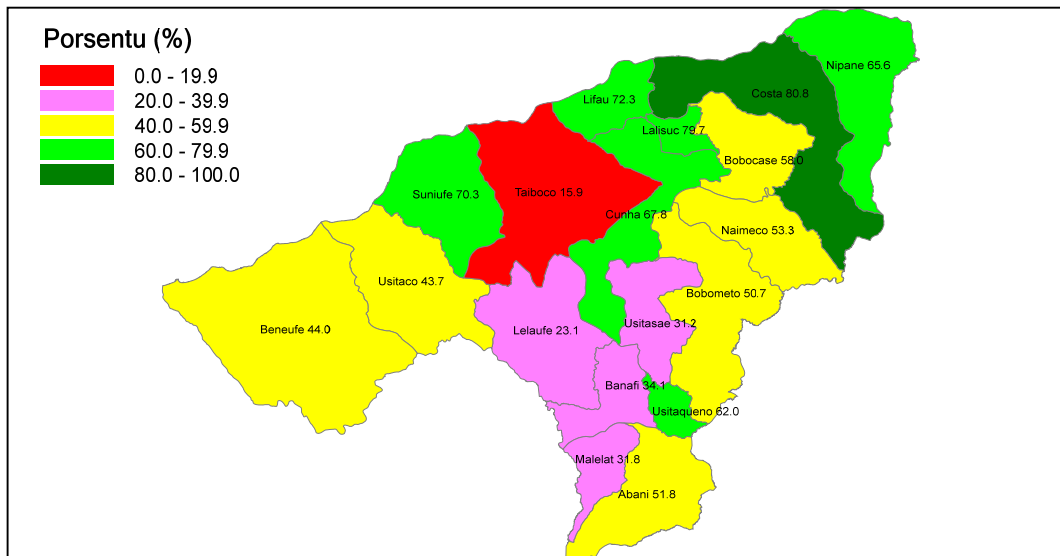 Porsentu (%)
0.0 - 19.9
20.0 - 39.9
40.0 - 59.9
60.0 - 79.9
80.0 - 100.0
Nipane 65.6
Costa 80.8
Lifau 72.3
Lalisuc 79.7
Bobocase 58.0
Suniufe 70.3
Taiboco 15.9
Cunha 67.8
Naimeco 53.3
Usitaco 43.7
Bobometo 50.7
Beneufe 44.0
Lelaufe 23.1
Usitasae 31.2
Banafi 34.1
Usitaqueno 62.0
Malelat 31.8
Abani 51.8